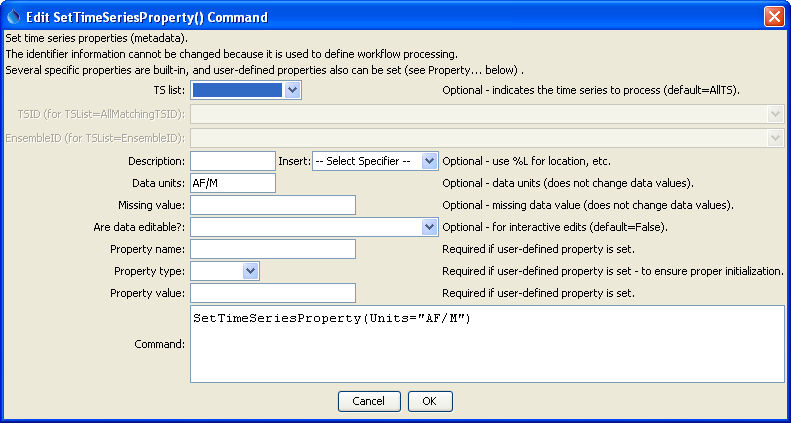 Edit SetTimeSeriesProperty() Command
Set time series properties (metadata).
The identifier information cannot be changed because it is used to define workflow processing.
Several specific properties are built-in, and user-defined properties also can be set (see Property... below) .
TS list: Optional - indicates the time series to process (default=AllTS).
TSID (for TSList=AllMatchingTSID):
EnsembleID (for TSList=EnsembleID):
Description: Insert: -- Select Specifier -- Optional - use %L for location, etc.
Data units: AF/M Optional - data units (does not change data values).
Missing value: Optional - missing data value (does not change data values).
Are data editable?: Optional - for interactive edits (default=False).
Property name: Required if user-defined property is set.
Property type: Required if user-defined property is set - to ensure proper initialization.
Property value: Required if user-defined property is set.
SetTimeSeriesProperty(Units="AF/M")
Command:
Cancel OK